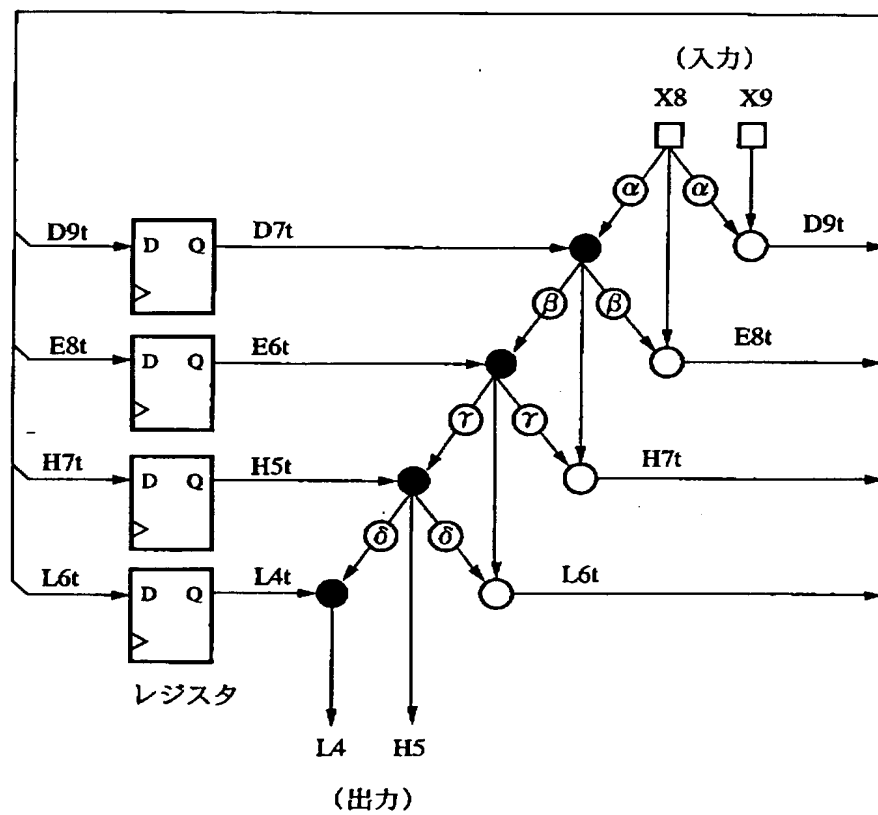 (入力)
X8 X9
α α
D9t D Q D7t D9t
β β
E8t D Q E6t E8t
γ γ
H7t D Q H5t H7t
δ δ
L6t D Q L4t L6t
レジスタ
L4 H5
(出力)